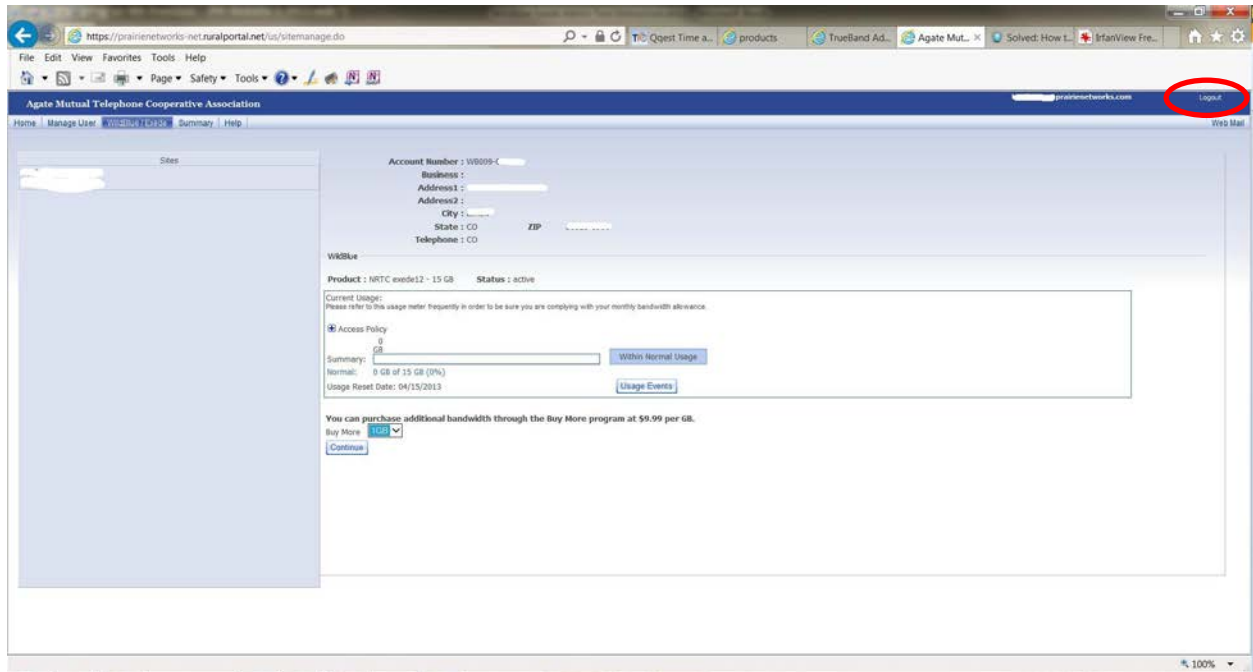 https://prairienetworks-net.ruralportal.net/us/sitemanage.do
Qqest Time a...
products
TrueBand Ad...
Agate Mut...
Solved: How t...
IrfanView Fre...
File Edit View Favorites Tools Help
Page Safety Tools
Agate Mutual Telephone Cooperative Association
prairienetworks.com
Logout
Home Manage User WildBlue / Exede Summary Help
Web Mail
Sites
Account Number : WB009-
Business :
Address1 :
Address2 :
City :
State : CO ZIP
Telephone : CO
WildBlue
Product : NRTC exede12 - 15 GB Status : active
Current Usage:
Please refer to this usage meter frequently in order to be sure you are complying with your monthly bandwidth allowance.
Access Policy
0
GB
Summary:
Within Normal Usage
Normal: 0 GB of 15 GB (0%)
Usage Reset Date: 04/15/2013
Usage Events
You can purchase additional bandwidth through the Buy More program at $9.99 per GB.
Buy More 1GB
Continue
100%